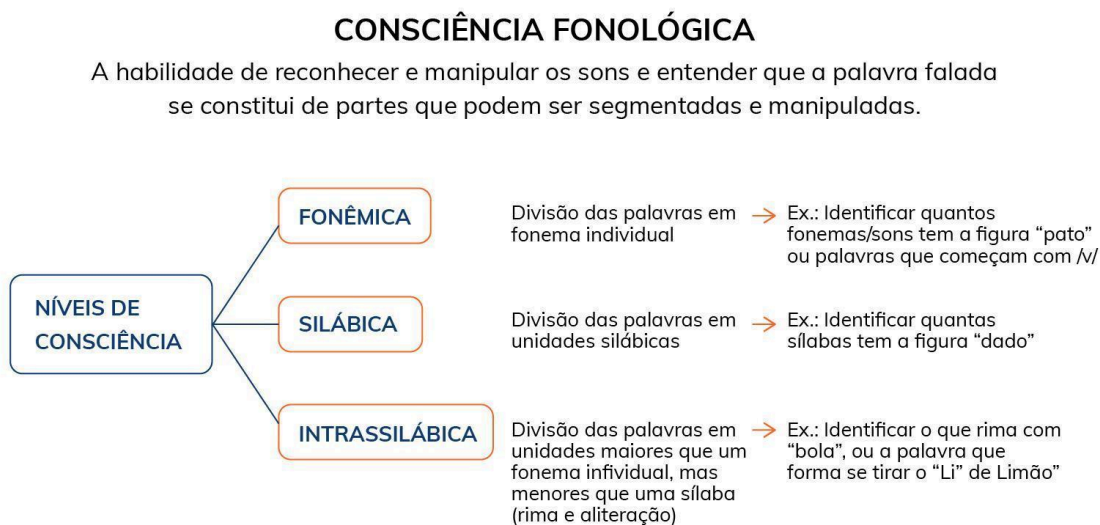 CONSCIÊNCIA FONOLÓGICA
A habilidade de reconhecer e manipular os sons e entender que a palavra falada
se constitui de partes que podem ser segmentadas e manipuladas.
NÍVEIS DE
CONSCIÊNCIA
FONÊMICA
Divisão das palavras em
fonema individual
Ex.: Identificar quantos
fonemas/sons tem a figura “pato”
ou palavras que começam com /v/
SILÁBICA
Divisão das palavras em
unidades silábicas
Ex.: Identificar quantas
sílabas tem a figura “dado”
INTRASSILÁBICA
Divisão das palavras em
unidades maiores que um
fonema infividual, mas
menores que uma sílaba
(rima e aliteração)
Ex.: Identificar o que rima com
“bola”, ou a palavra que
forma se tirar o “Li” de Limão”